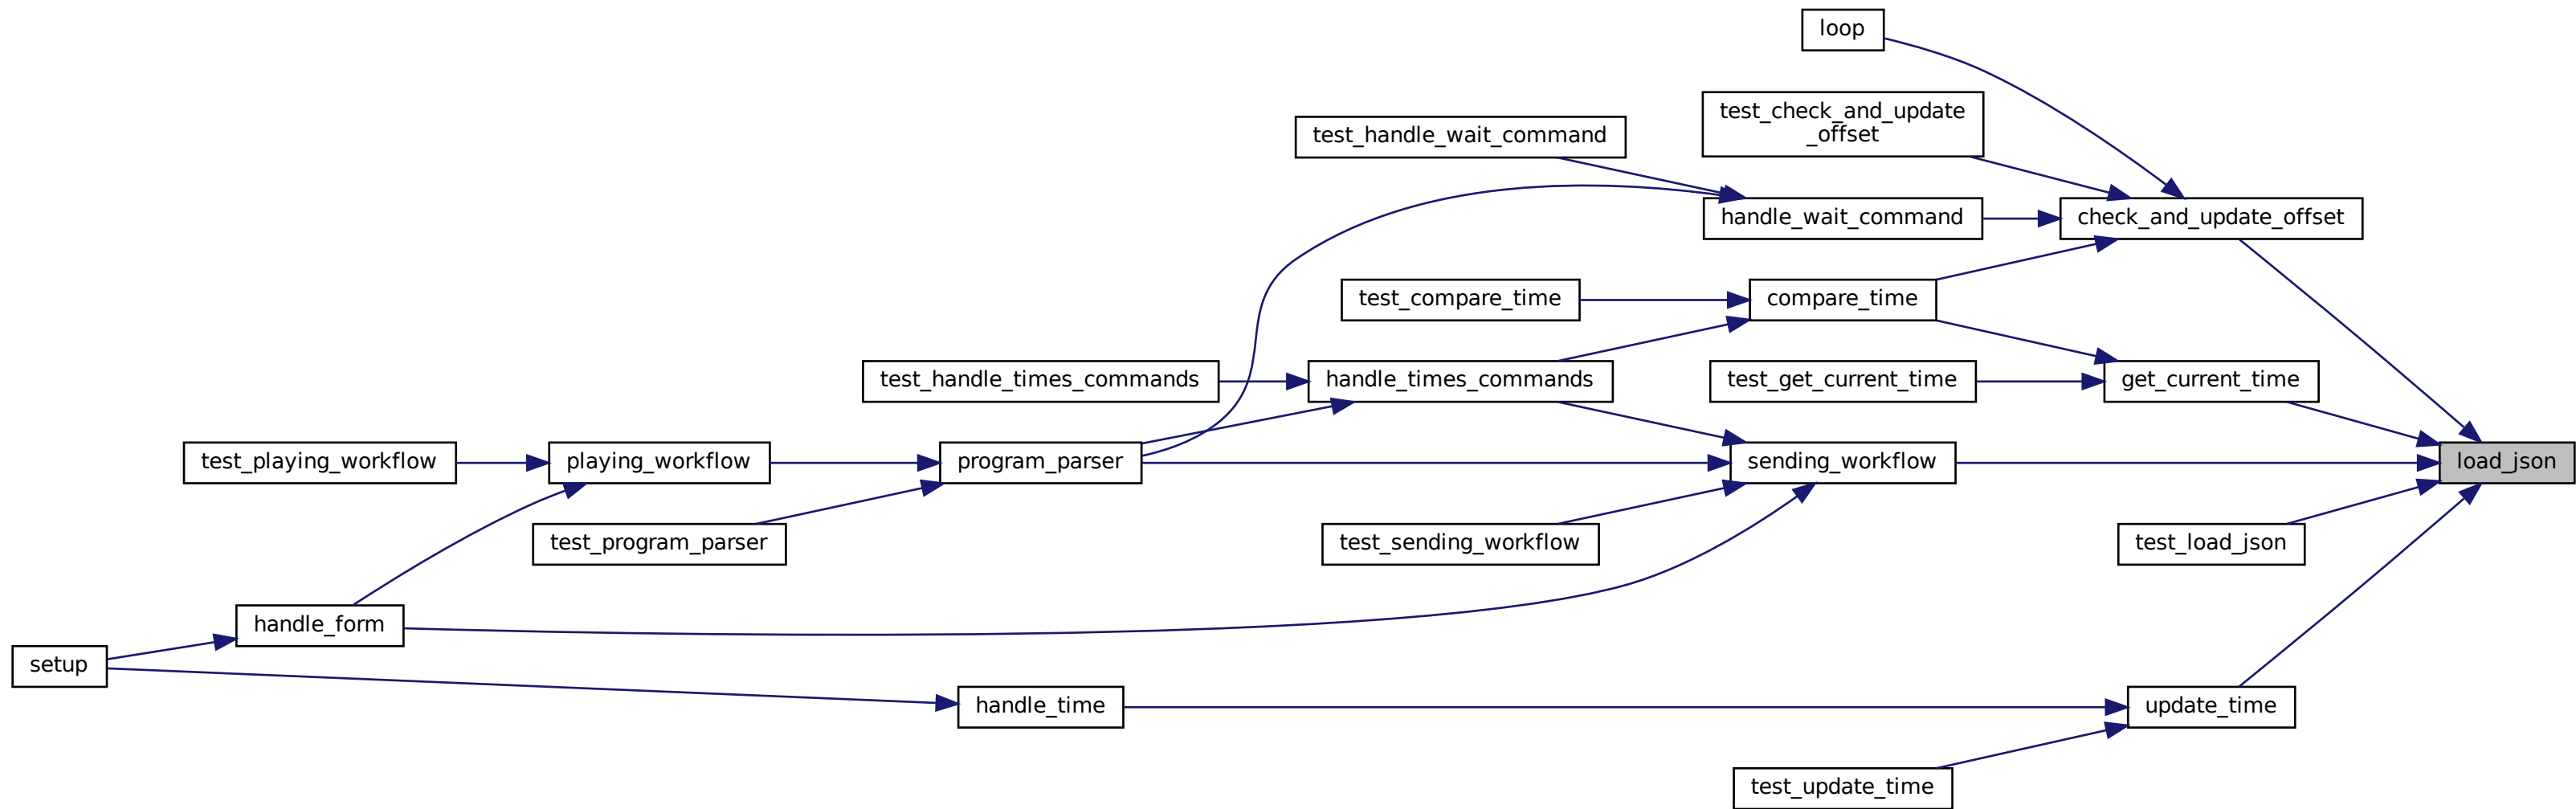 loop
test_check_and_update
_offset
test_handle_wait_command
handle_wait_command
check_and_update_offset
test_compare_time
compare_time
test_handle_times_commands
handle_times_commands
test_get_current_time
get_current_time
test_playing_workflow
playing_workflow
program_parser
sending_workflow
load_json
test_program_parser
test_sending_workflow
test_load_json
handle_form
setup
handle_time
update_time
test_update_time